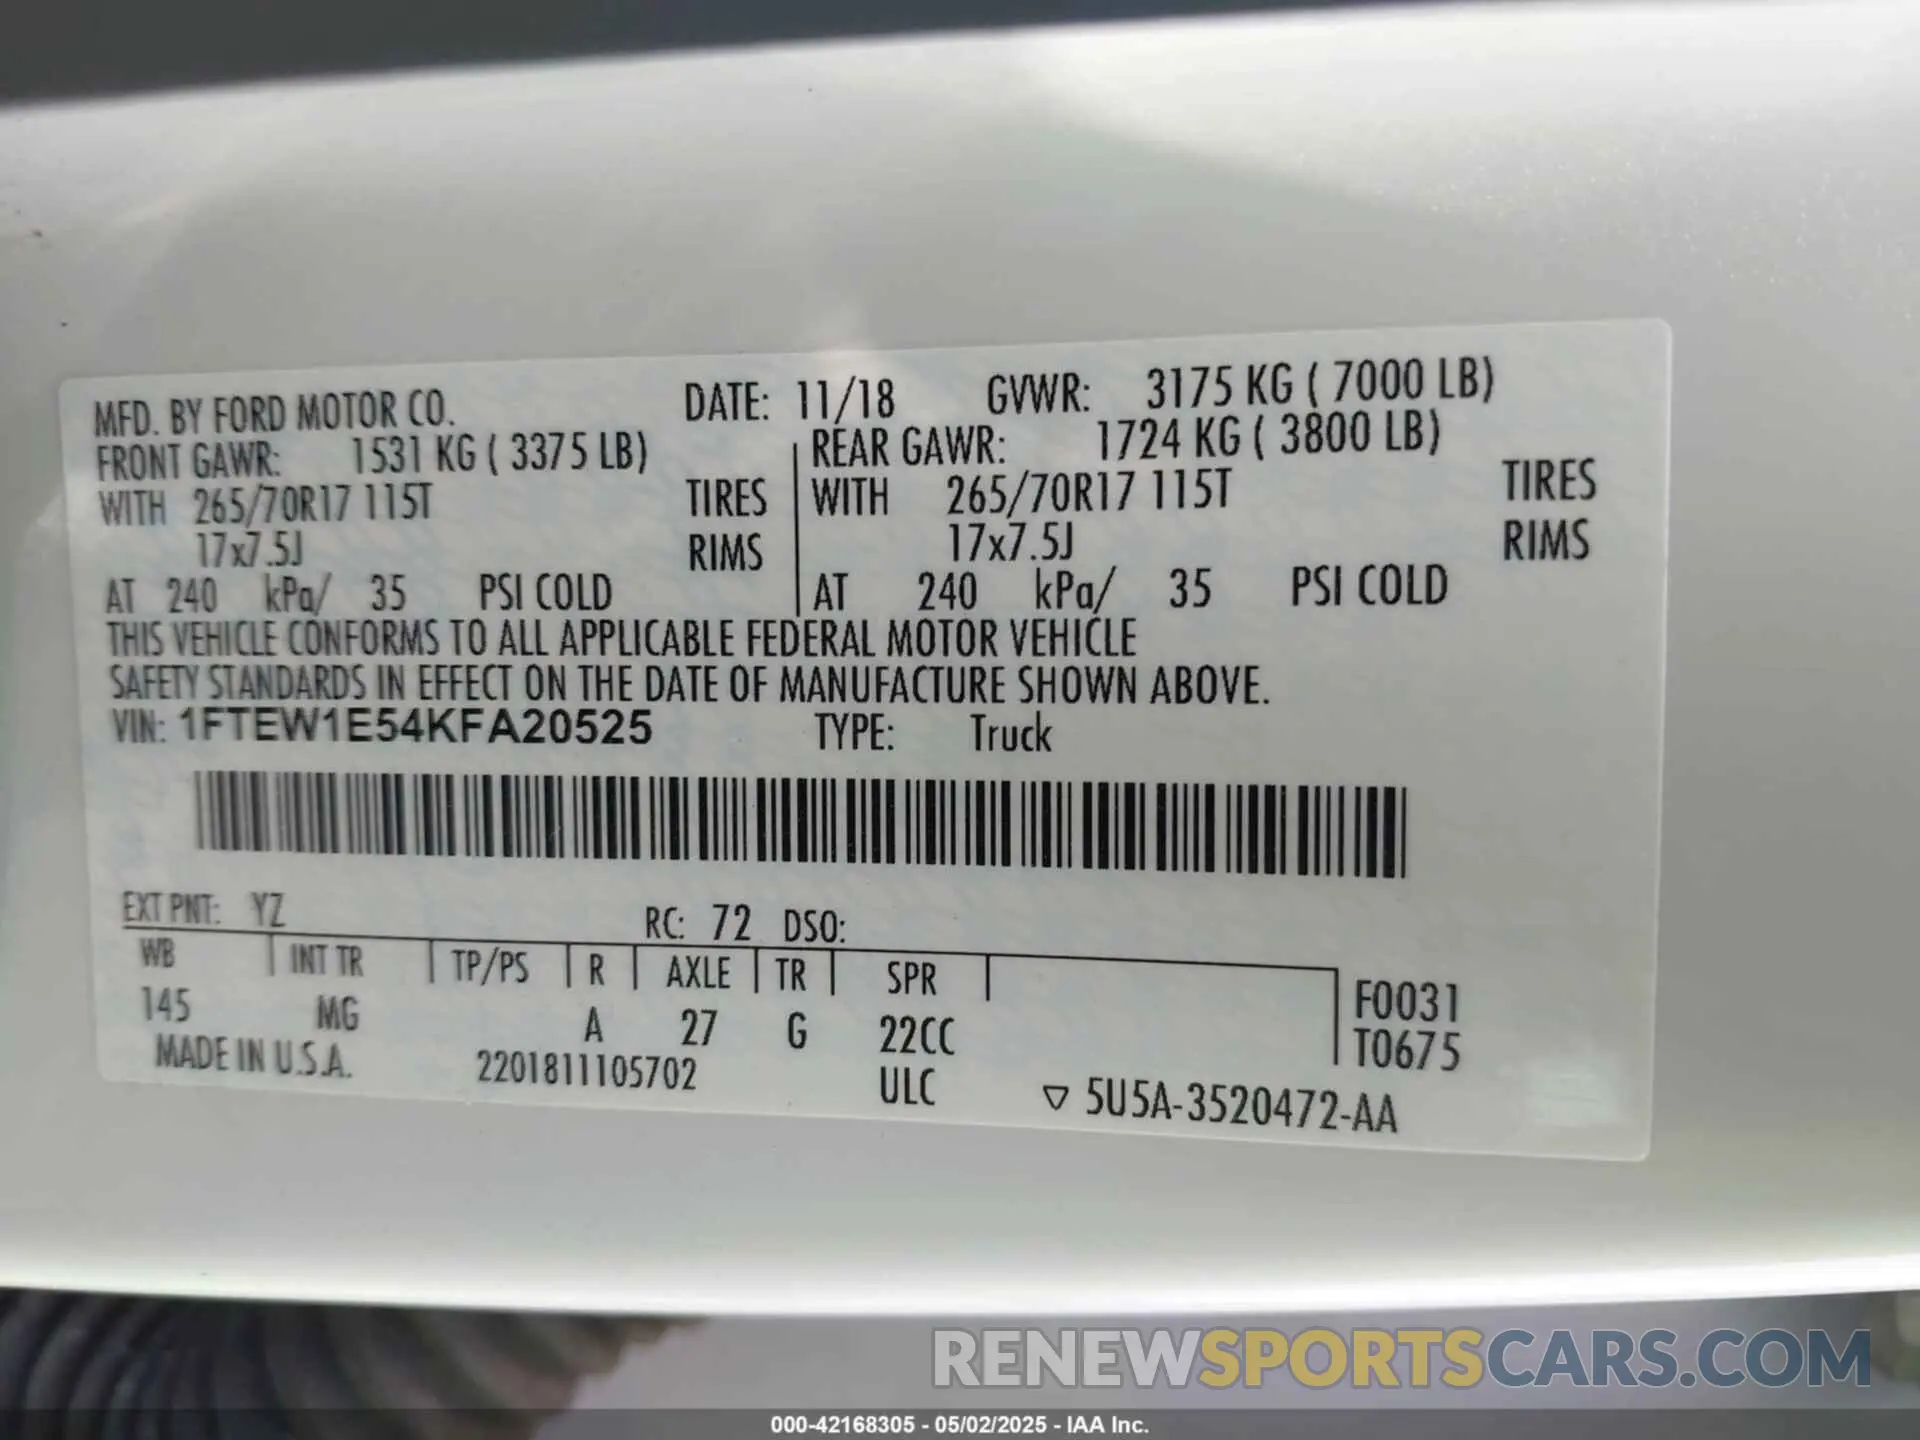 MFD. BY FORD MOTOR CO. DATE: 11/18 GVWR: 3175 KG ( 7000 LB)
FRONT GAWR: 1531 KG ( 3375 LB) REAR GAWR: 1724 KG ( 3800 LB)
WITH 265/70R17 115T TIRES WITH 265/70R17 115T TIRES
17x7.5J RIMS 17x7.5J RIMS
AT 240 kPa/ 35 PSI COLD AT 240 kPa/ 35 PSI COLD
THIS VEHICLE CONFORMS TO ALL APPLICABLE FEDERAL MOTOR VEHICLE
SAFETY STANDARDS IN EFFECT ON THE DATE OF MANUFACTURE SHOWN ABOVE.
VIN: 1FTEW1E54KFA20525 TYPE: Truck
EXT PNT: YZ RC: 72 DSO:
WB INT TR TP/PS R AXLE TR SPR F0031
145 MG A 27 G 22CC T0675
MADE IN U.S.A. 2201811105702 ULC ▽ 5U5A-3520472-AA
RENEWSPORTSCARS.COM
000-42168305 - 05/02/2025 - IAA Inc.